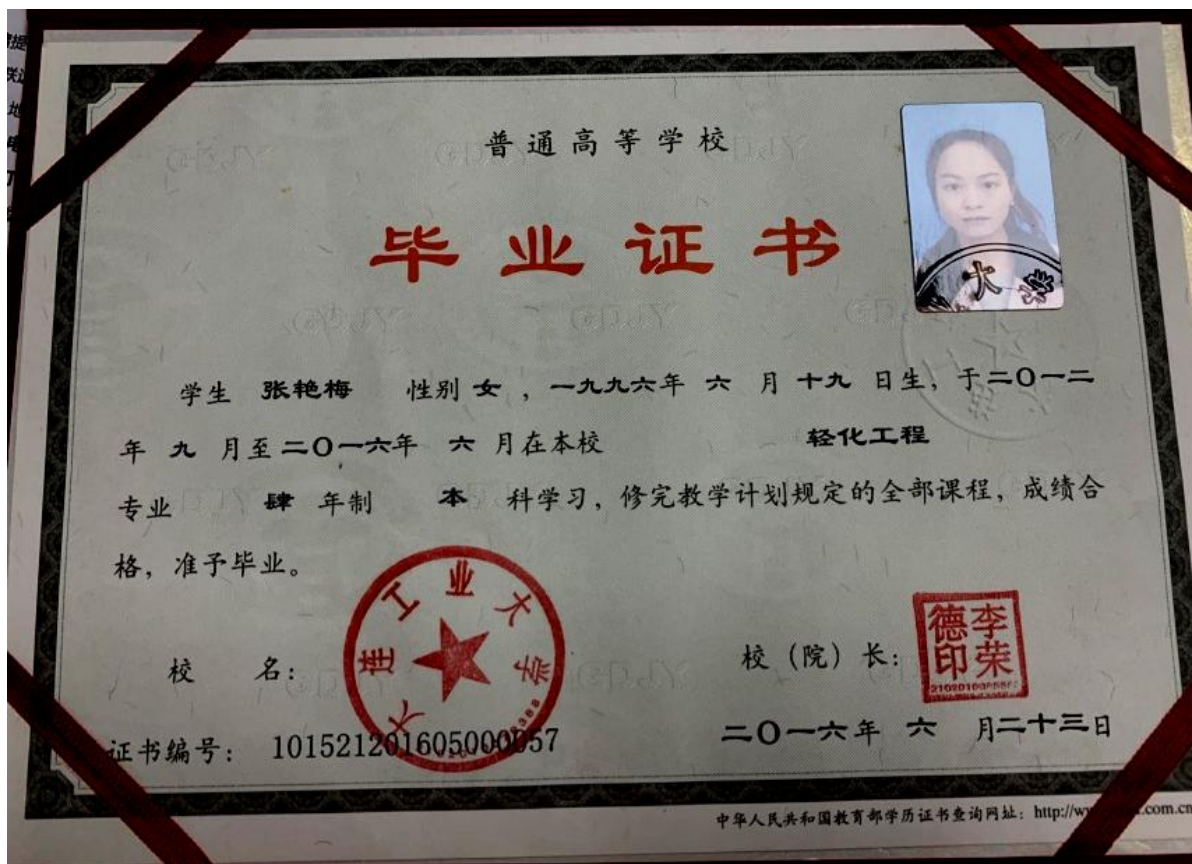 普通高等学校
毕业证书
大学
学生 张艳梅 性别 女 ，一九九六年 六 月 十九 日生，于二〇一二
年 九 月至二〇一六年 六 月在本校 轻化工程
专业 肆 年制 本 科学习，修完教学计划规定的全部课程，成绩合
格，准予毕业。
大连工业大学
校 名：
校（院）长：
李荣德印
二〇一六年 六 月二十三日
证书编号： 101521201605000057
中华人民共和国教育部学历证书查询网址：http://ww
.com.cn